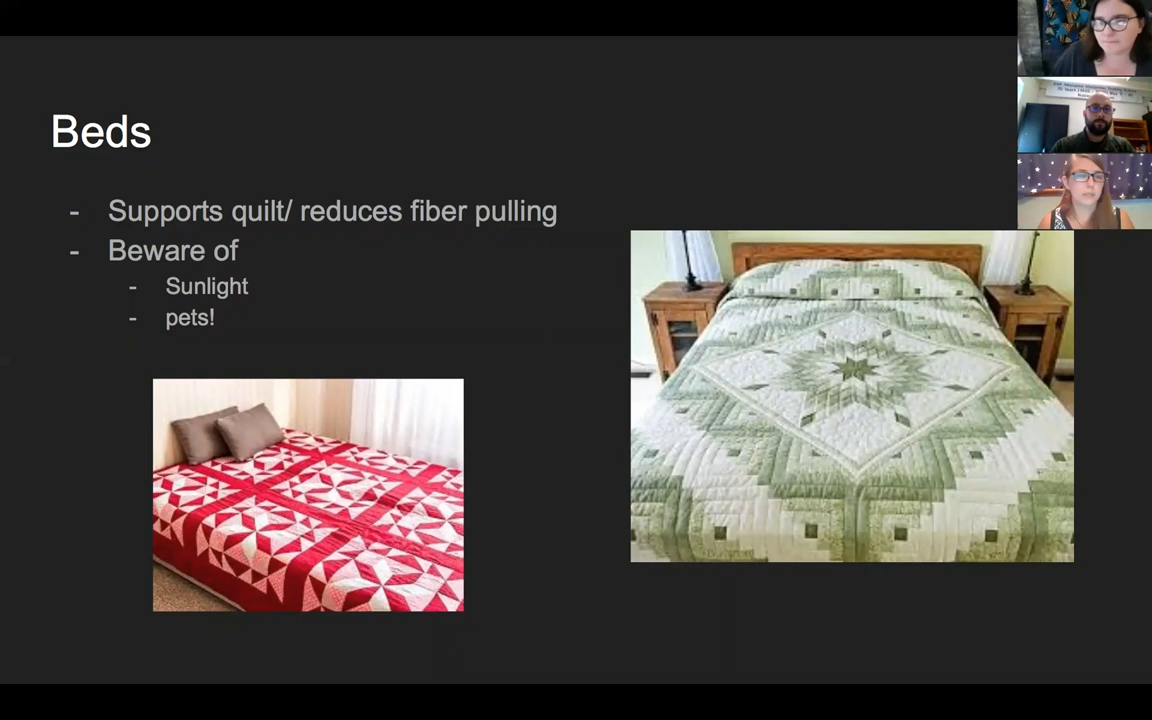 Beds
- Supports quilt/ reduces fiber pulling
- Beware of
- Sunlight
- pets!